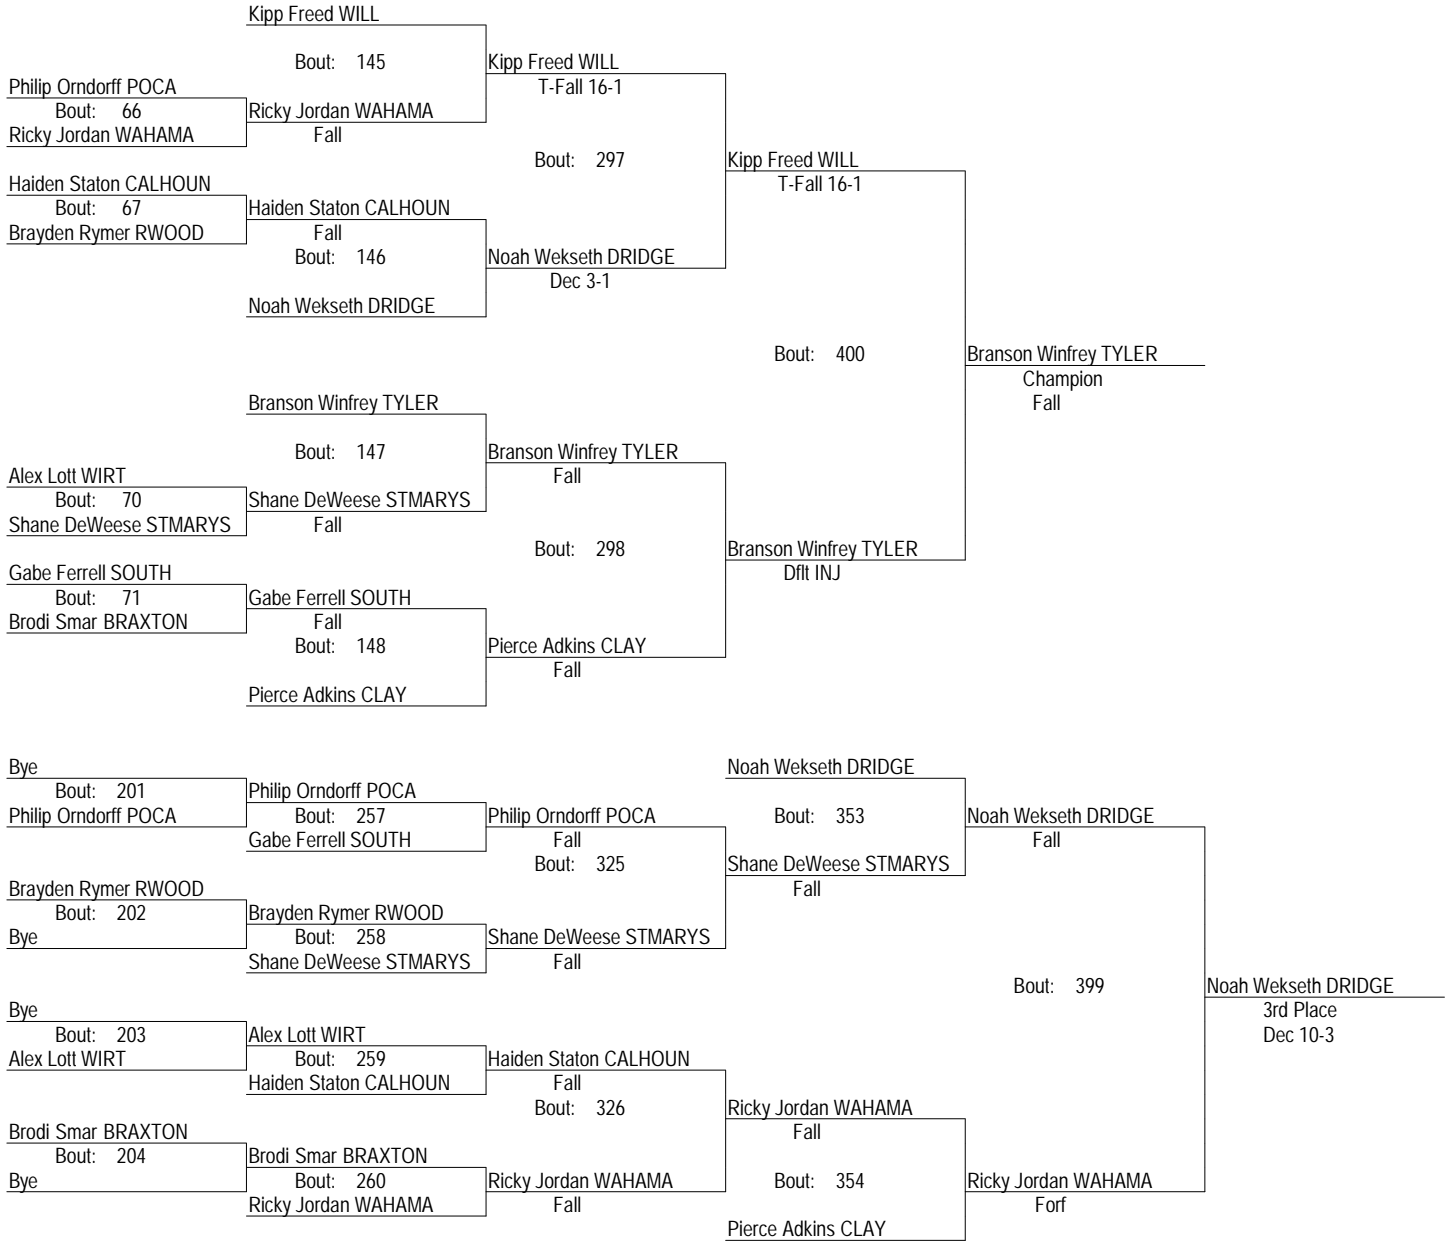 Kipp Freed WILL
Bout: 145
Kipp Freed WILL
T-Fall 16-1
Philip Orndorff POCA
Bout: 66
Ricky Jordan WAHAMA
Ricky Jordan WAHAMA
Fall
Bout: 297
Kipp Freed WILL
T-Fall 16-1
Haiden Staton CALHOUN
Bout: 67
Haiden Staton CALHOUN
Brayden Rymer RWOOD
Fall
Bout: 146
Noah Wekseth DRIDGE
Dec 3-1
Noah Wekseth DRIDGE
Bout: 400
Branson Winfrey TYLER
Champion
Fall
Branson Winfrey TYLER
Bout: 147
Branson Winfrey TYLER
Fall
Alex Lott WIRT
Bout: 70
Shane DeWeese STMARYS
Shane DeWeese STMARYS
Fall
Bout: 298
Branson Winfrey TYLER
Dflt INJ
Gabe Ferrell SOUTH
Bout: 71
Gabe Ferrell SOUTH
Brodi Smar BRAXTON
Fall
Bout: 148
Pierce Adkins CLAY
Fall
Pierce Adkins CLAY
Bye
Bout: 201
Philip Orndorff POCA
Philip Orndorff POCA
Bout: 257
Gabe Ferrell SOUTH
Philip Orndorff POCA
Fall
Bout: 325
Noah Wekseth DRIDGE
Bout: 353
Noah Wekseth DRIDGE
Fall
Shane DeWeese STMARYS
Fall
Brayden Rymer RWOOD
Bout: 202
Bye
Brayden Rymer RWOOD
Bout: 258
Shane DeWeese STMARYS
Shane DeWeese STMARYS
Fall
Bout: 399
Noah Wekseth DRIDGE
3rd Place
Dec 10-3
Bye
Bout: 203
Alex Lott WIRT
Alex Lott WIRT
Bout: 259
Haiden Staton CALHOUN
Haiden Staton CALHOUN
Fall
Bout: 326
Ricky Jordan WAHAMA
Fall
Brodi Smar BRAXTON
Bout: 204
Bye
Brodi Smar BRAXTON
Bout: 260
Ricky Jordan WAHAMA
Ricky Jordan WAHAMA
Fall
Bout: 354
Ricky Jordan WAHAMA
Forf
Pierce Adkins CLAY